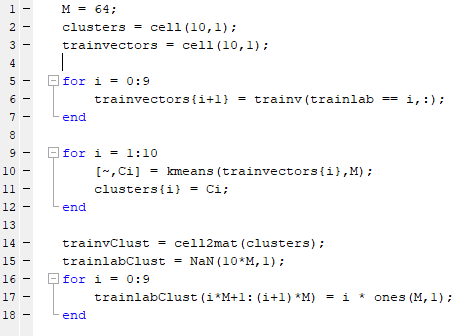 1 - M = 64;
2 - clusters = cell(10,1);
3 - trainvectors = cell(10,1);
4
5 - for i = 0:9
6 - trainvectors{i+1} = trainv(trainlab == i,:);
7 - end
8
9 - for i = 1:10
10 - [~,Ci] = kmeans(trainvectors{i},M);
11 - clusters{i} = Ci;
12 - end
13
14 - trainvClust = cell2mat(clusters);
15 - trainlabClust = NaN(10*M,1);
16 - for i = 0:9
17 - trainlabClust(i*M+1:(i+1)*M) = i * ones(M,1);
18 - end